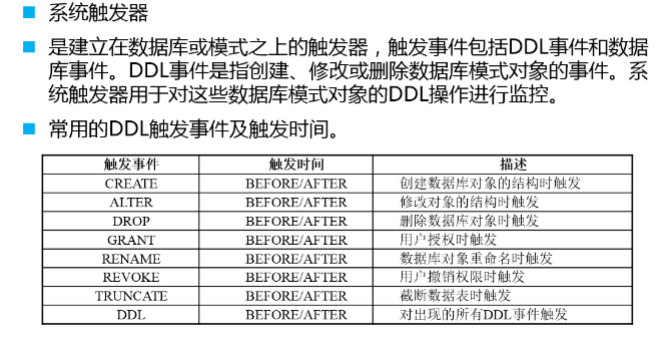 系统触发器
是建立在数据库或模式之上的触发器，触发事件包括DDL事件和数据
库事件。DDL事件是指创建、修改或删除数据库模式对象的事件。系
统触发器用于对这些数据库模式对象的DDL操作进行监控。
常用的DDL触发事件及触发时间。
触发事件 触发时间 描述
CREATE BEFORE/AFTER 创建数据库对象的结构时触发
ALTER BEFORE/AFTER 修改对象的结构时触发
DROP BEFORE/AFTER 删除数据库对象时触发
GRANT BEFORE/AFTER 用户授权时触发
RENAME BEFORE/AFTER 数据库对象重命名时触发
REVOKE BEFORE/AFTER 用户撤销权限时触发
TRUNCATE BEFORE/AFTER 截断数据表时触发
DDL BEFORE/AFTER 对出现的所有DDL事件触发